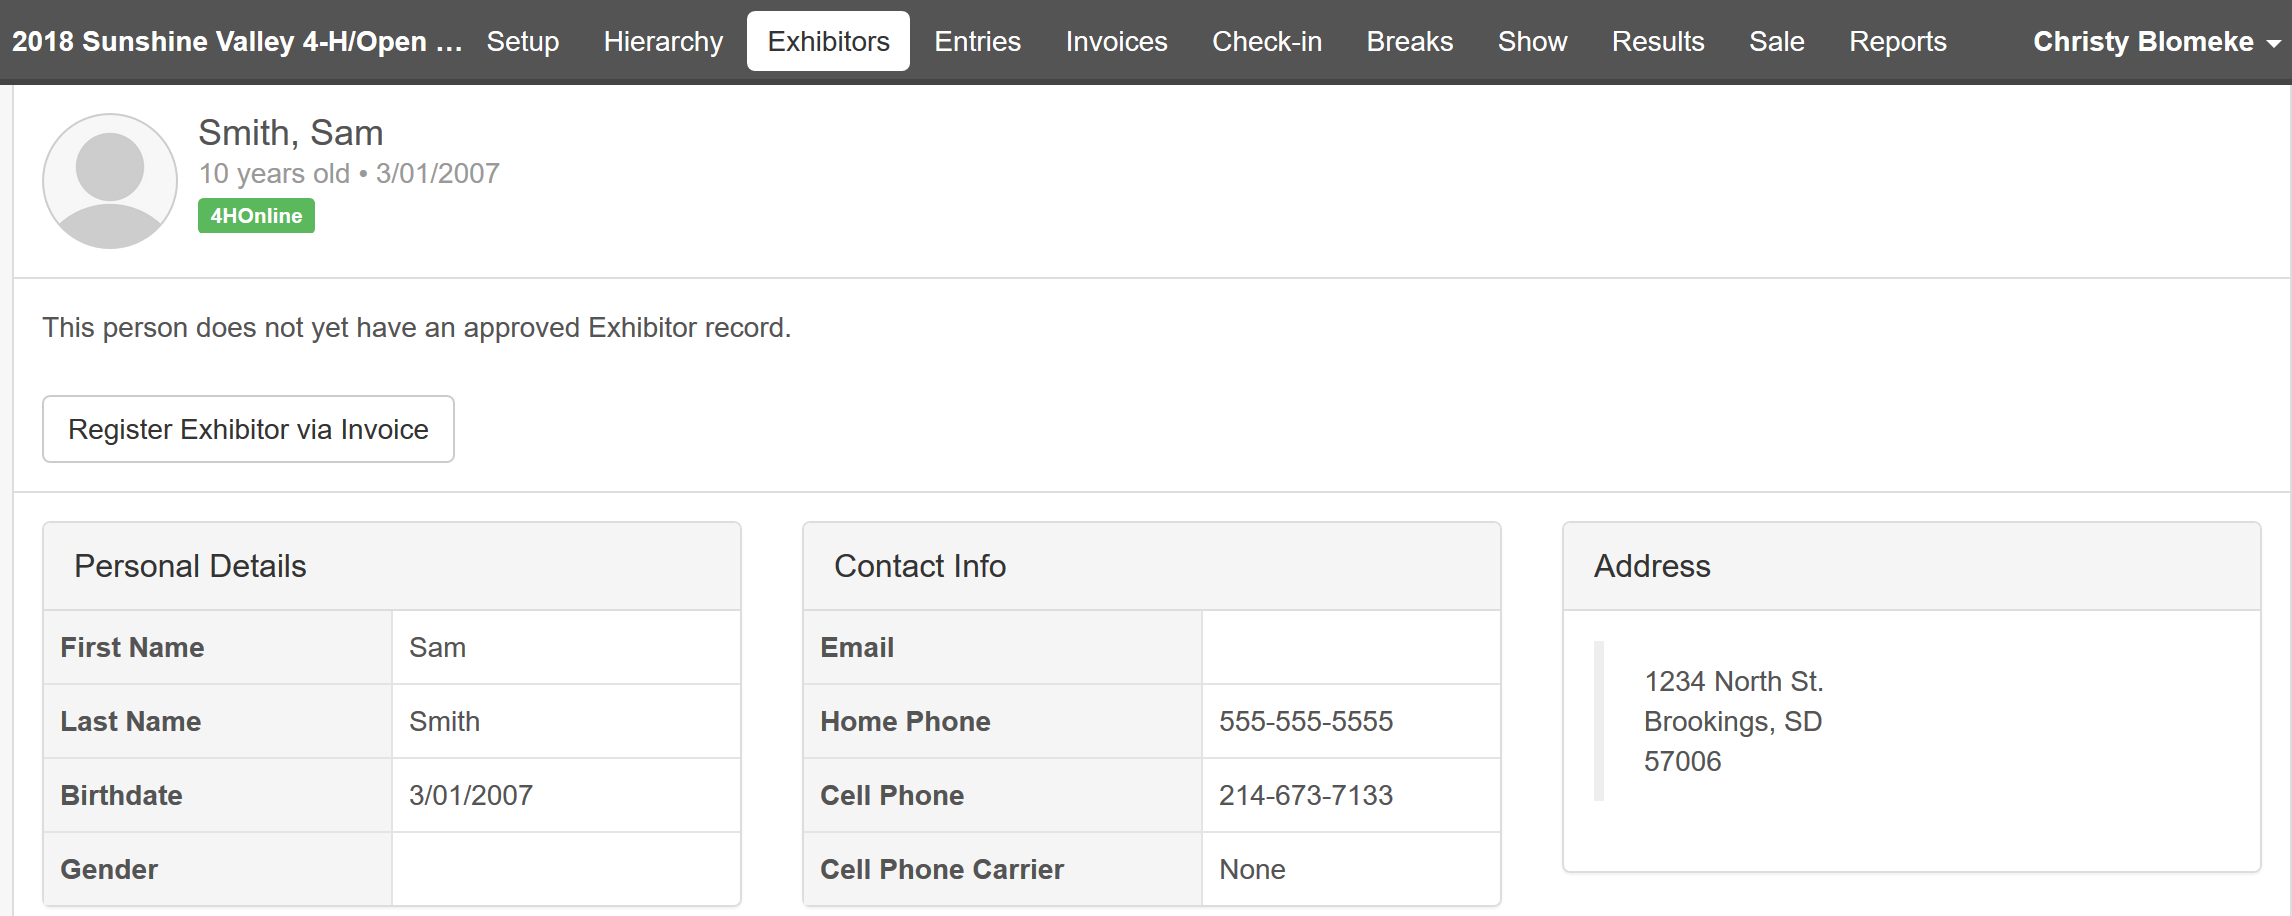 2018 Sunshine Valley 4-H/Open ... Setup Hierarchy Exhibitors Entries Invoices Check-in Breaks Show Results Sale Reports Christy Blomeke
Smith, Sam
10 years old • 3/01/2007
4HOnline
This person does not yet have an approved Exhibitor record.
Register Exhibitor via Invoice
Personal Details
First Name Sam
Last Name Smith
Birthdate 3/01/2007
Gender
Contact Info
Email
Home Phone 555-555-5555
Cell Phone 214-673-7133
Cell Phone Carrier None
Address
1234 North St.
Brookings, SD
57006